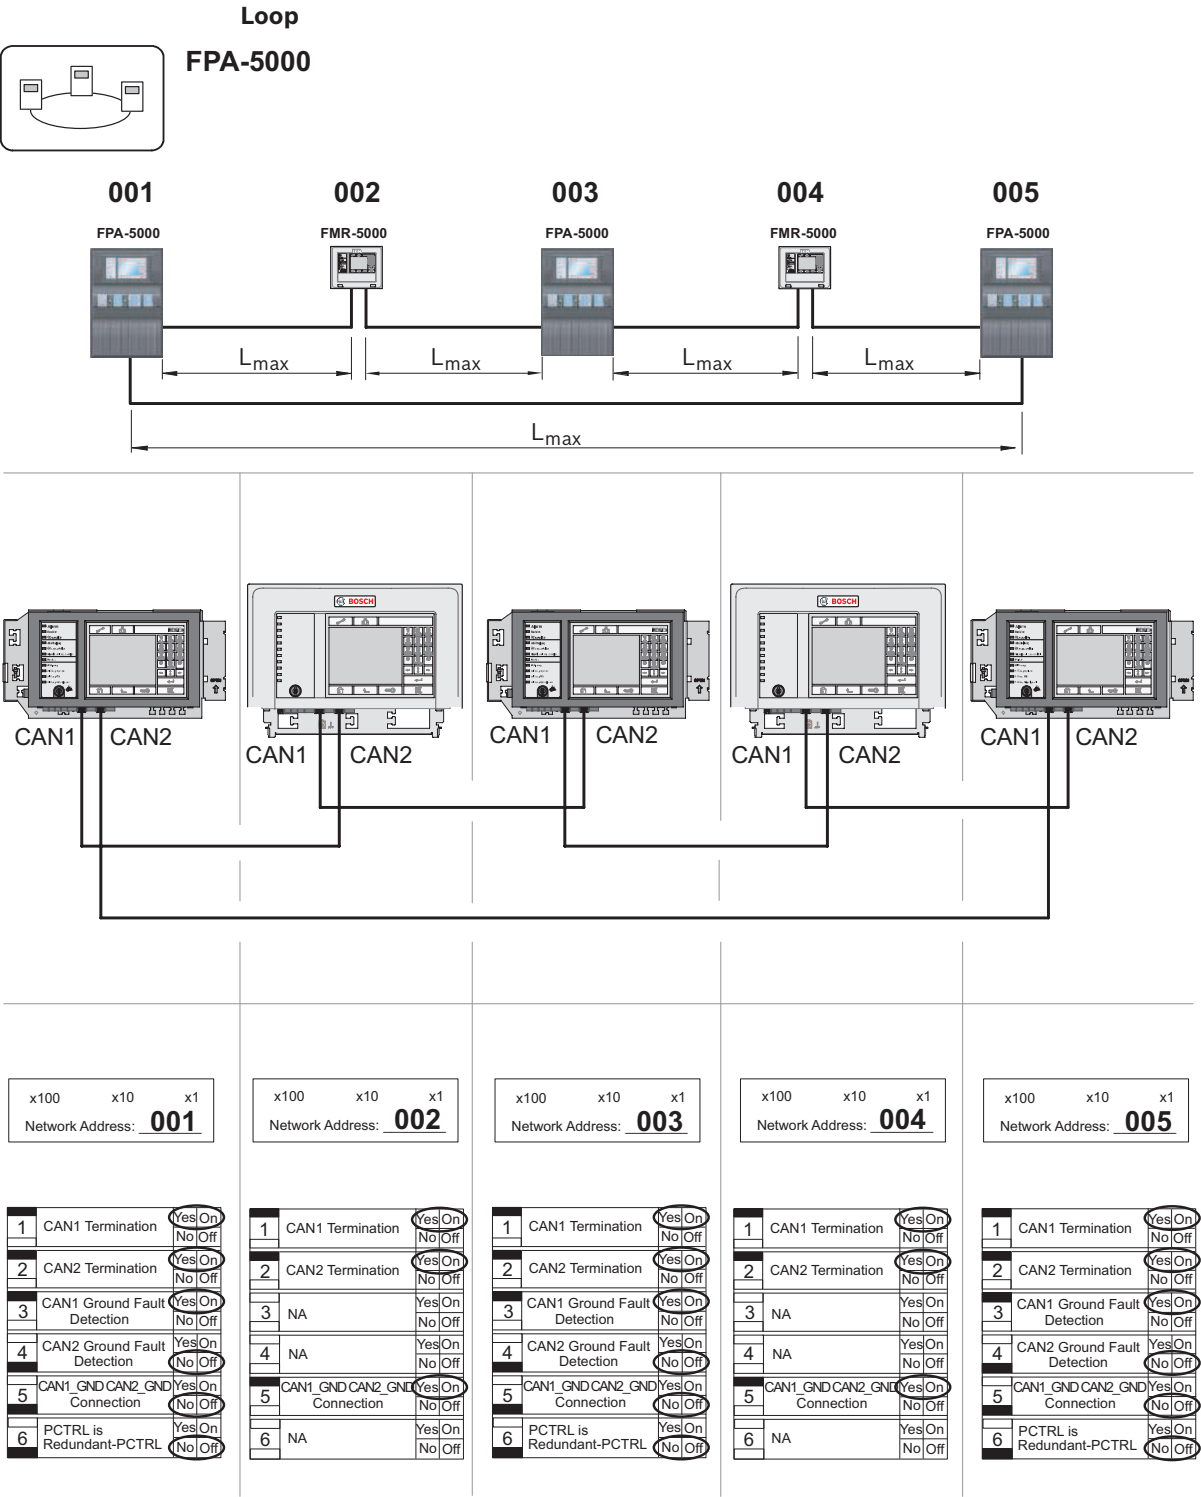 Loop
FPA-5000
001 002 003 004 005
FPA-5000 FMR-5000 FPA-5000 FMR-5000 FPA-5000
Lmax Lmax Lmax Lmax
Lmax
BOSCH BOSCH
CAN1 CAN2 CAN1 CAN2 CAN1 CAN2 CAN1 CAN2 CAN1 CAN2
x100 x10 x1
Network Address: 001
x100 x10 x1
Network Address: 002
x100 x10 x1
Network Address: 003
x100 x10 x1
Network Address: 004
x100 x10 x1
Network Address: 005
1 CAN1 Termination Yes On
No Off
2 CAN2 Termination Yes On
No Off
3 CAN1 Ground Fault Yes On
Detection No Off
4 CAN2 Ground Fault Yes On
Detection No Off
5 CAN1_GND CAN2_GND Yes On
Connection No Off
6 PCTRL is Yes On
Redundant-PCTRL No Off
1 CAN1 Termination Yes On
No Off
2 CAN2 Termination Yes On
No Off
3 NA Yes On
No Off
4 NA Yes On
No Off
5 CAN1_GND CAN2_GND Yes On
Connection No Off
6 NA Yes On
No Off
1 CAN1 Termination Yes On
No Off
2 CAN2 Termination Yes On
No Off
3 CAN1 Ground Fault Yes On
Detection No Off
4 CAN2 Ground Fault Yes On
Detection No Off
5 CAN1_GND CAN2_GND Yes On
Connection No Off
6 PCTRL is Yes On
Redundant-PCTRL No Off
1 CAN1 Termination Yes On
No Off
2 CAN2 Termination Yes On
No Off
3 NA Yes On
No Off
4 NA Yes On
No Off
5 CAN1_GND CAN2_GND Yes On
Connection No Off
6 NA Yes On
No Off
1 CAN1 Termination Yes On
No Off
2 CAN2 Termination Yes On
No Off
3 CAN1 Ground Fault Yes On
Detection No Off
4 CAN2 Ground Fault Yes On
Detection No Off
5 CAN1_GND CAN2_GND Yes On
Connection No Off
6 PCTRL is Yes On
Redundant-PCTRL No Off